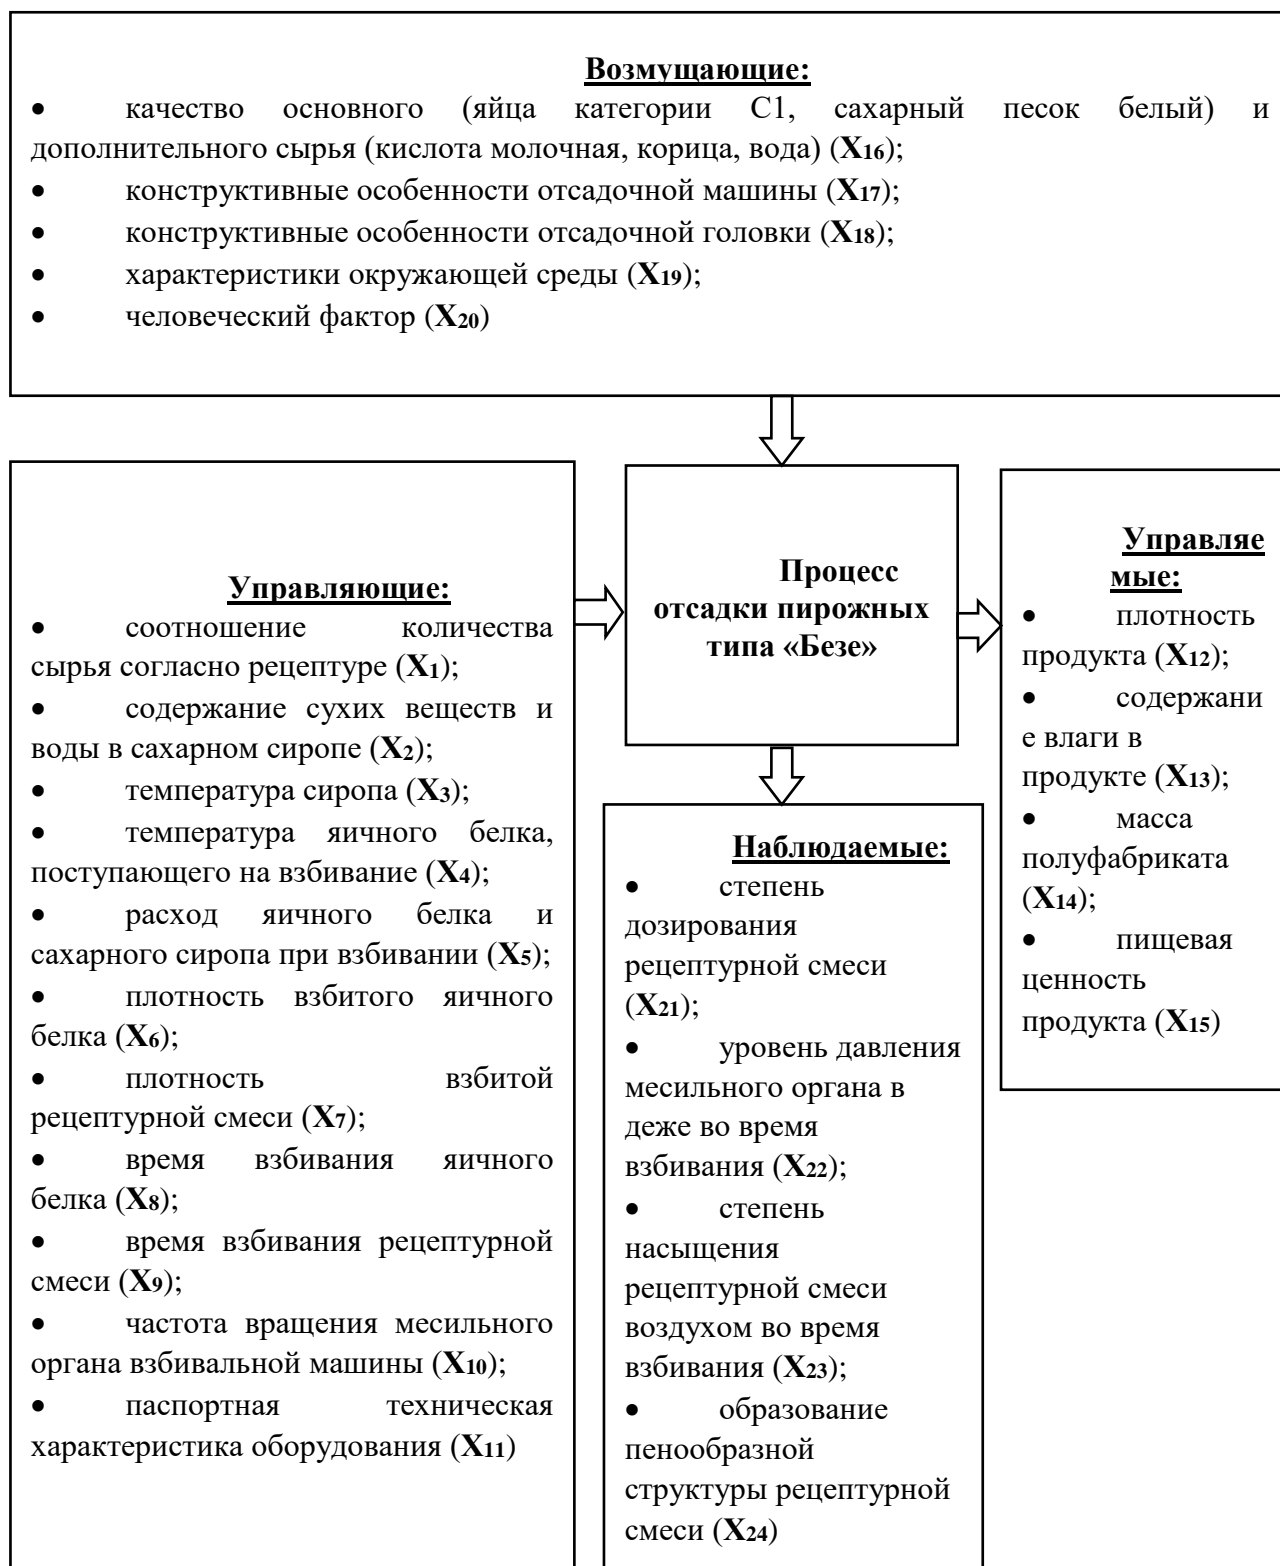 Возмущающие:
• качество основного (яйца категории С1, сахарный песок белый) и
дополнительного сырья (кислота молочная, корица, вода) (X16);
• конструктивные особенности отсадочной машины (X17);
• конструктивные особенности отсадочной головки (X18);
• характеристики окружающей среды (X19);
• человеческий фактор (X20)
Управляющие:
• соотношение количества
сырья согласно рецептуре (X1);
• содержание сухих веществ и
воды в сахарном сиропе (X2);
• температура сиропа (X3);
• температура яичного белка,
поступающего на взбивание (X4);
• расход яичного белка и
сахарного сиропа при взбивании (X5);
• плотность взбитого яичного
белка (X6);
• плотность взбитой
рецептурной смеси (X7);
• время взбивания яичного
белка (X8);
• время взбивания рецептурной
смеси (X9);
• частота вращения месильного
органа взбивальной машины (X10);
• паспортная техническая
характеристика оборудования (X11)
Процесс
отсадки пирожных
типа «Безе»
Наблюдаемые:
• степень
дозирования
рецептурной смеси
(X21);
• уровень давления
месильного органа в
деже во время
взбивания (X22);
• степень
насыщения
рецептурной смеси
воздухом во время
взбивания (X23);
• образование
пенообразной
структуры рецептурной
смеси (X24)
Управляе
мые:
• плотность
продукта (X12);
• содержани
е влаги в
продукте (X13);
• масса
полуфабриката
(X14);
• пищевая
ценность
продукта (X15)